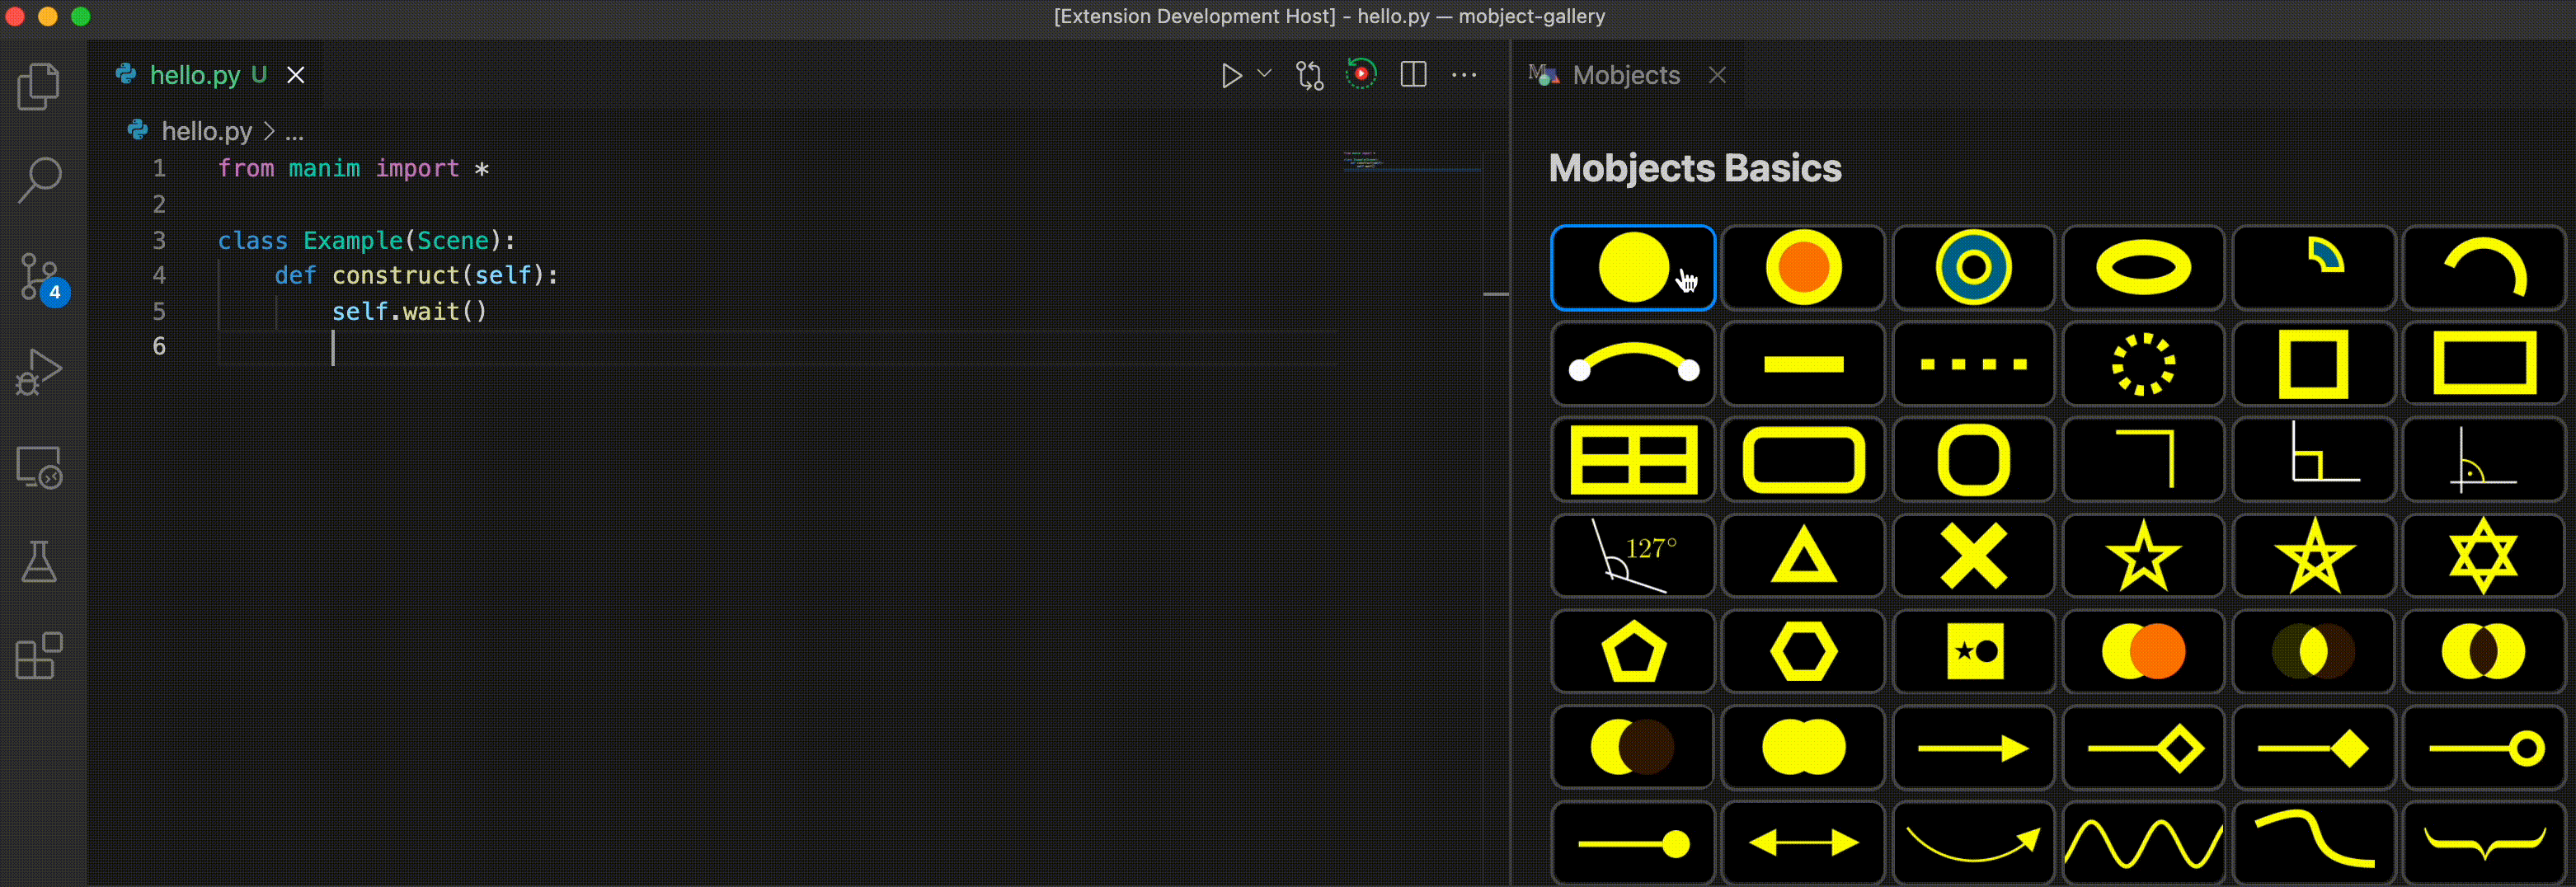 [Extension Development Host] - hello.py — mobject-gallery
hello.py U
Mobjects
hello.py > ...
1 from manim import *
2
3 class Example(Scene):
4 def construct(self):
5 self.wait()
6
4
Mobjects Basics
127°